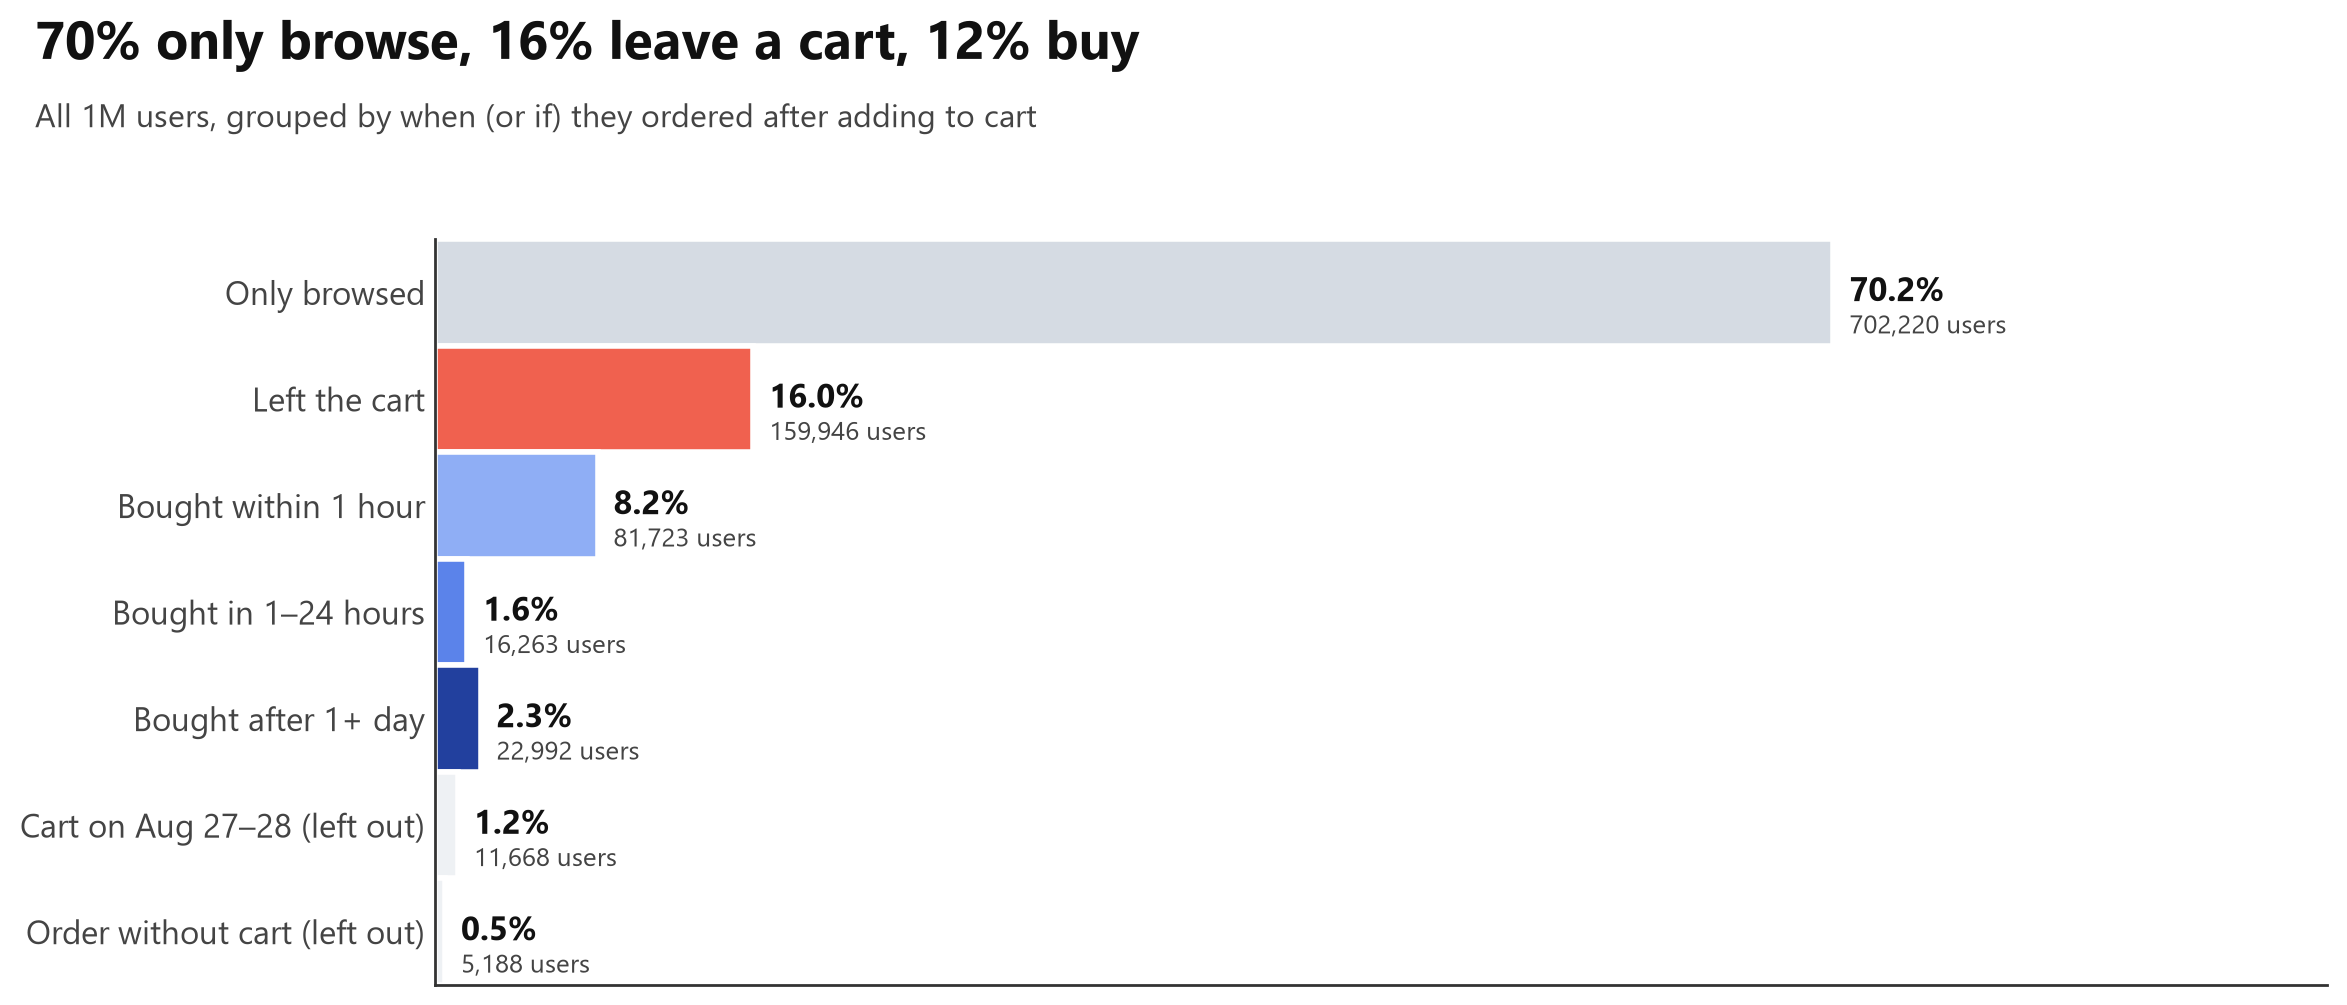 70% only browse, 16% leave a cart, 12% buy
All 1M users, grouped by when (or if) they ordered after adding to cart
Only browsed
70.2%
702,220 users
Left the cart
16.0%
159,946 users
Bought within 1 hour
8.2%
81,723 users
Bought in 1–24 hours
1.6%
16,263 users
Bought after 1+ day
2.3%
22,992 users
Cart on Aug 27–28 (left out)
1.2%
11,668 users
Order without cart (left out)
0.5%
5,188 users